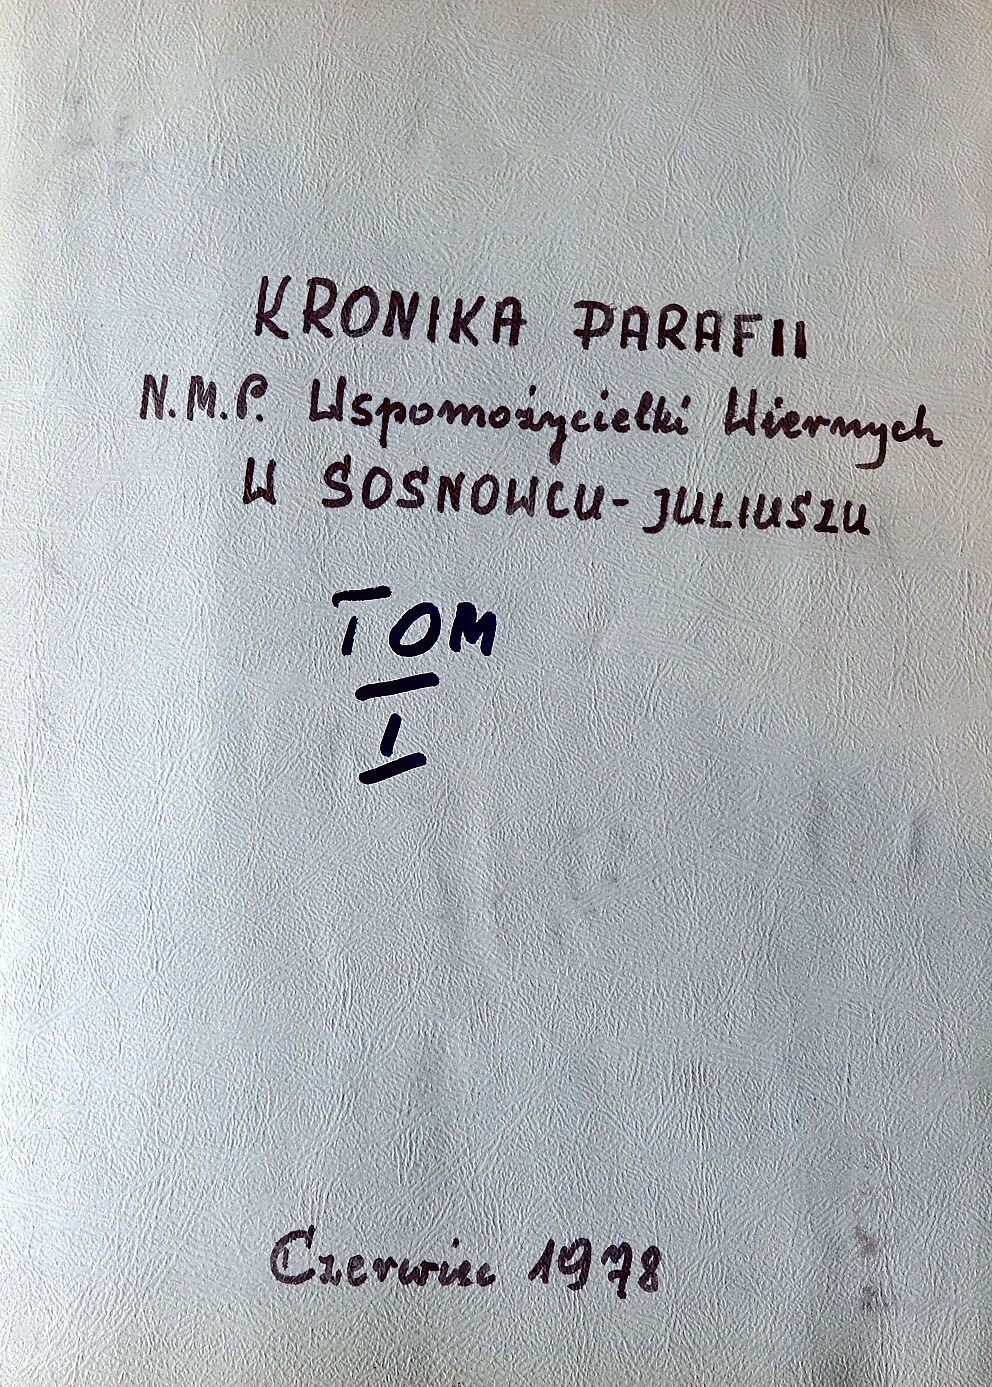 KRONIKA PARAFII
N.M.P. Wspomożycielki Wiernych
W SOSNOWCU-JULIUSZU
TOM
I
Czerwiec 1978